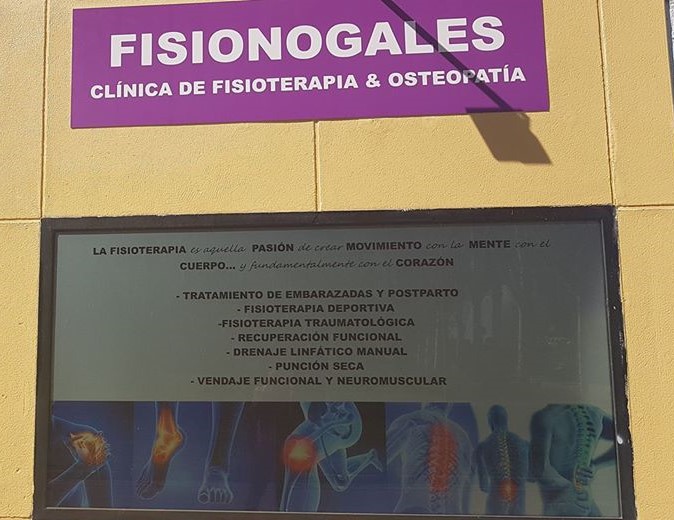 FISIONOGALES
CLÍNICA DE FISIOTERAPIA & OSTEOPATÍA
LA FISIOTERAPIA es aquella PASIÓN de crear MOVIMIENTO con la MENTE con el
CUERPO... y fundamentalmente con el CORAZÓN
- TRATAMIENTO DE EMBARAZADAS Y POSTPARTO
- FISIOTERAPIA DEPORTIVA
-FISIOTERAPIA TRAUMATOLÓGICA
- RECUPERACIÓN FUNCIONAL
- DRENAJE LINFÁTICO MANUAL
- PUNCIÓN SECA
- VENDAJE FUNCIONAL Y NEUROMUSCULAR